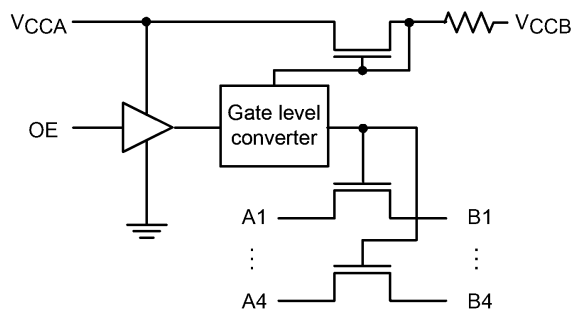 VCCA
VCCB
OE
Gate level
converter
A1
B1
A4
B4